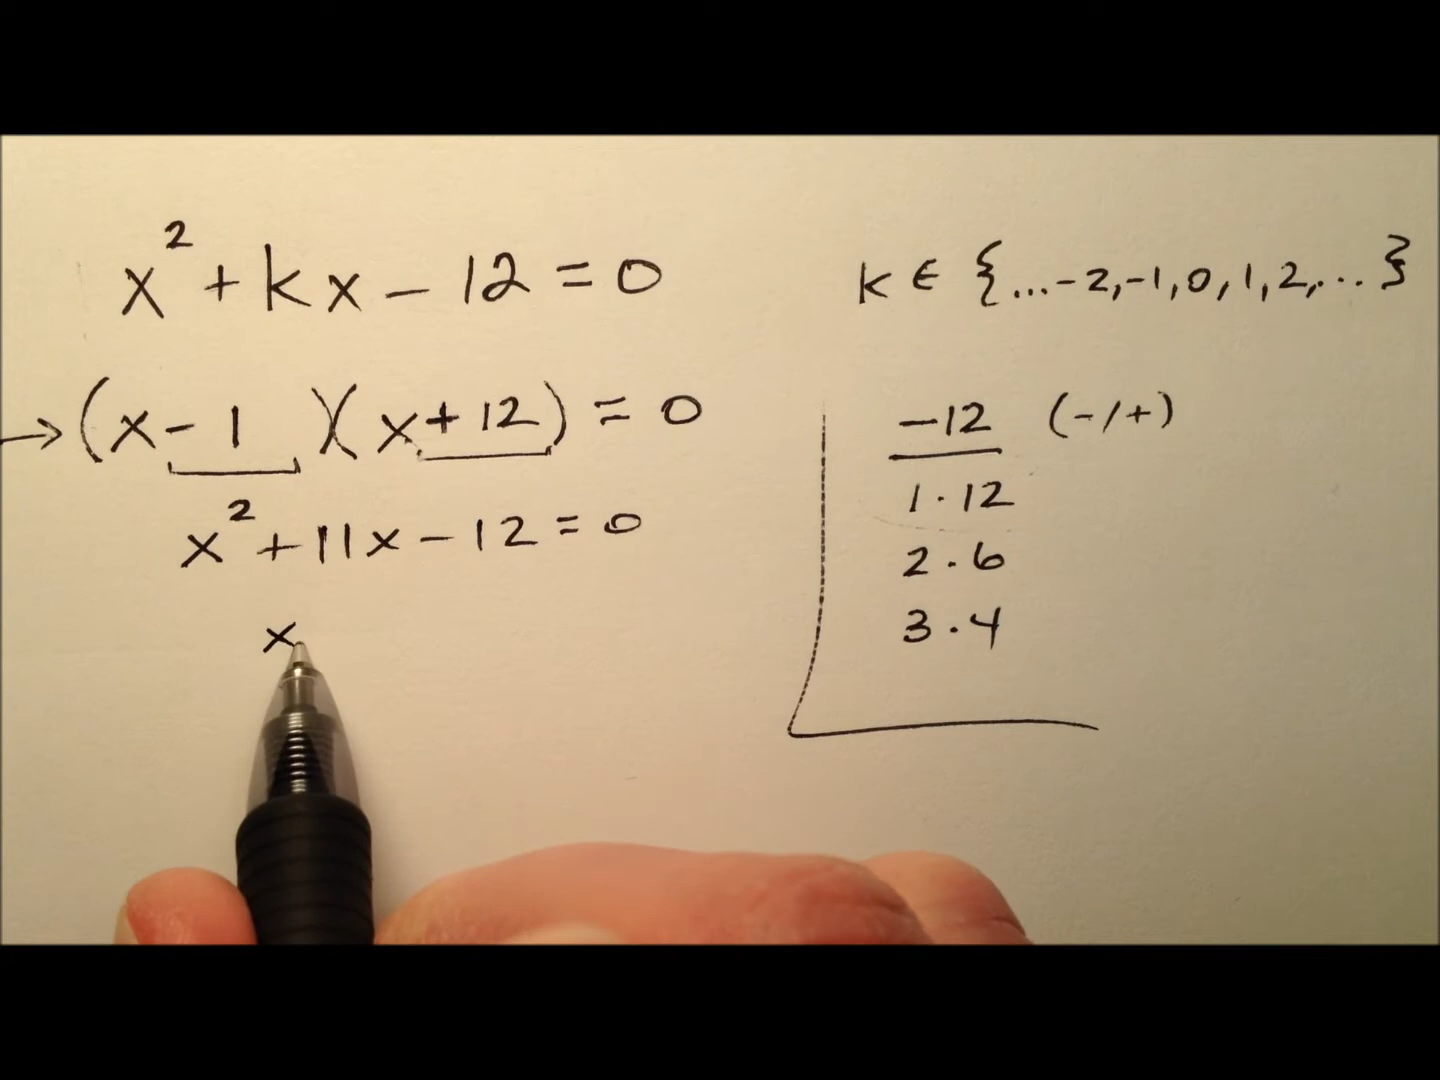 x² + kx - 12 = 0
k ∈ {...-2,-1,0,1,2,...}
→ (x - 1 )(x + 12) = 0
x² + 11x - 12 = 0
x
-12 (-/+)
1 · 12
2 · 6
3 · 4